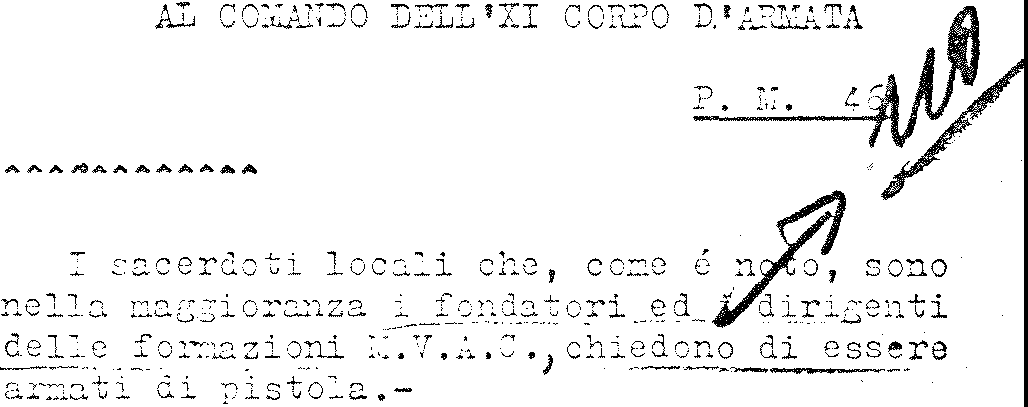 AL COMANDO DELL'XI CORPO D'ARMATA
P. M. 46
^^^^^^^^^^^^
I sacerdoti locali che, come é noto, sono
nella maggioranza i fondatori ed i dirigenti
delle formazioni M.V.A.C., chiedono di essere
armati di pistola.-